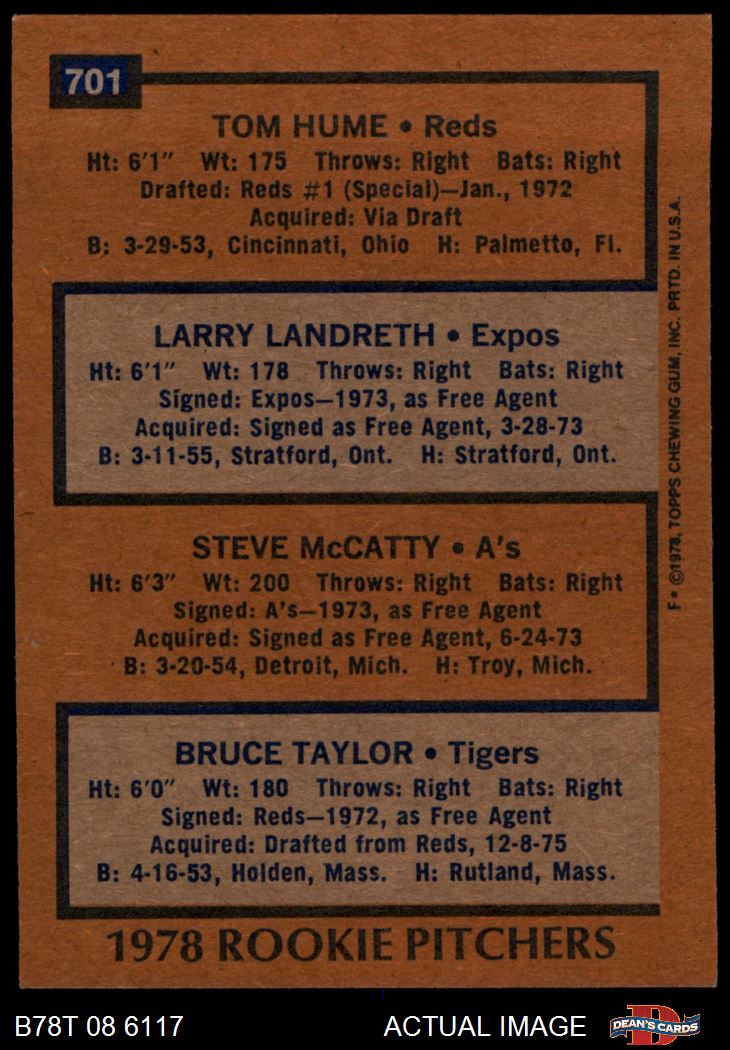 701
TOM HUME • Reds
Ht: 6'1" Wt: 175 Throws: Right Bats: Right
Drafted: Reds #1 (Special)—Jan., 1972
Acquired: Via Draft
B: 3-29-53, Cincinnati, Ohio H: Palmetto, Fl.
LARRY LANDRETH • Expos
Ht: 6'1" Wt: 178 Throws: Right Bats: Right
Signed: Expos—1973, as Free Agent
Acquired: Signed as Free Agent, 3-28-73
B: 3-11-55, Stratford, Ont. H: Stratford, Ont.
STEVE McCATTY • A's
Ht: 6'3" Wt: 200 Throws: Right Bats: Right
Signed: A's—1973, as Free Agent
Acquired: Signed as Free Agent, 6-24-73
B: 3-20-54, Detroit, Mich. H: Troy, Mich.
BRUCE TAYLOR • Tigers
Ht: 6'0" Wt: 180 Throws: Right Bats: Right
Signed: Reds—1972, as Free Agent
Acquired: Drafted from Reds, 12-8-75
B: 4-16-53, Holden, Mass. H: Rutland, Mass.
1978 ROOKIE PITCHERS
F• ©1978, TOPPS CHEWING GUM, INC. PRTD. IN U.S.A.
B78T 08 6117 ACTUAL IMAGE
D
DEAN'S CARDS